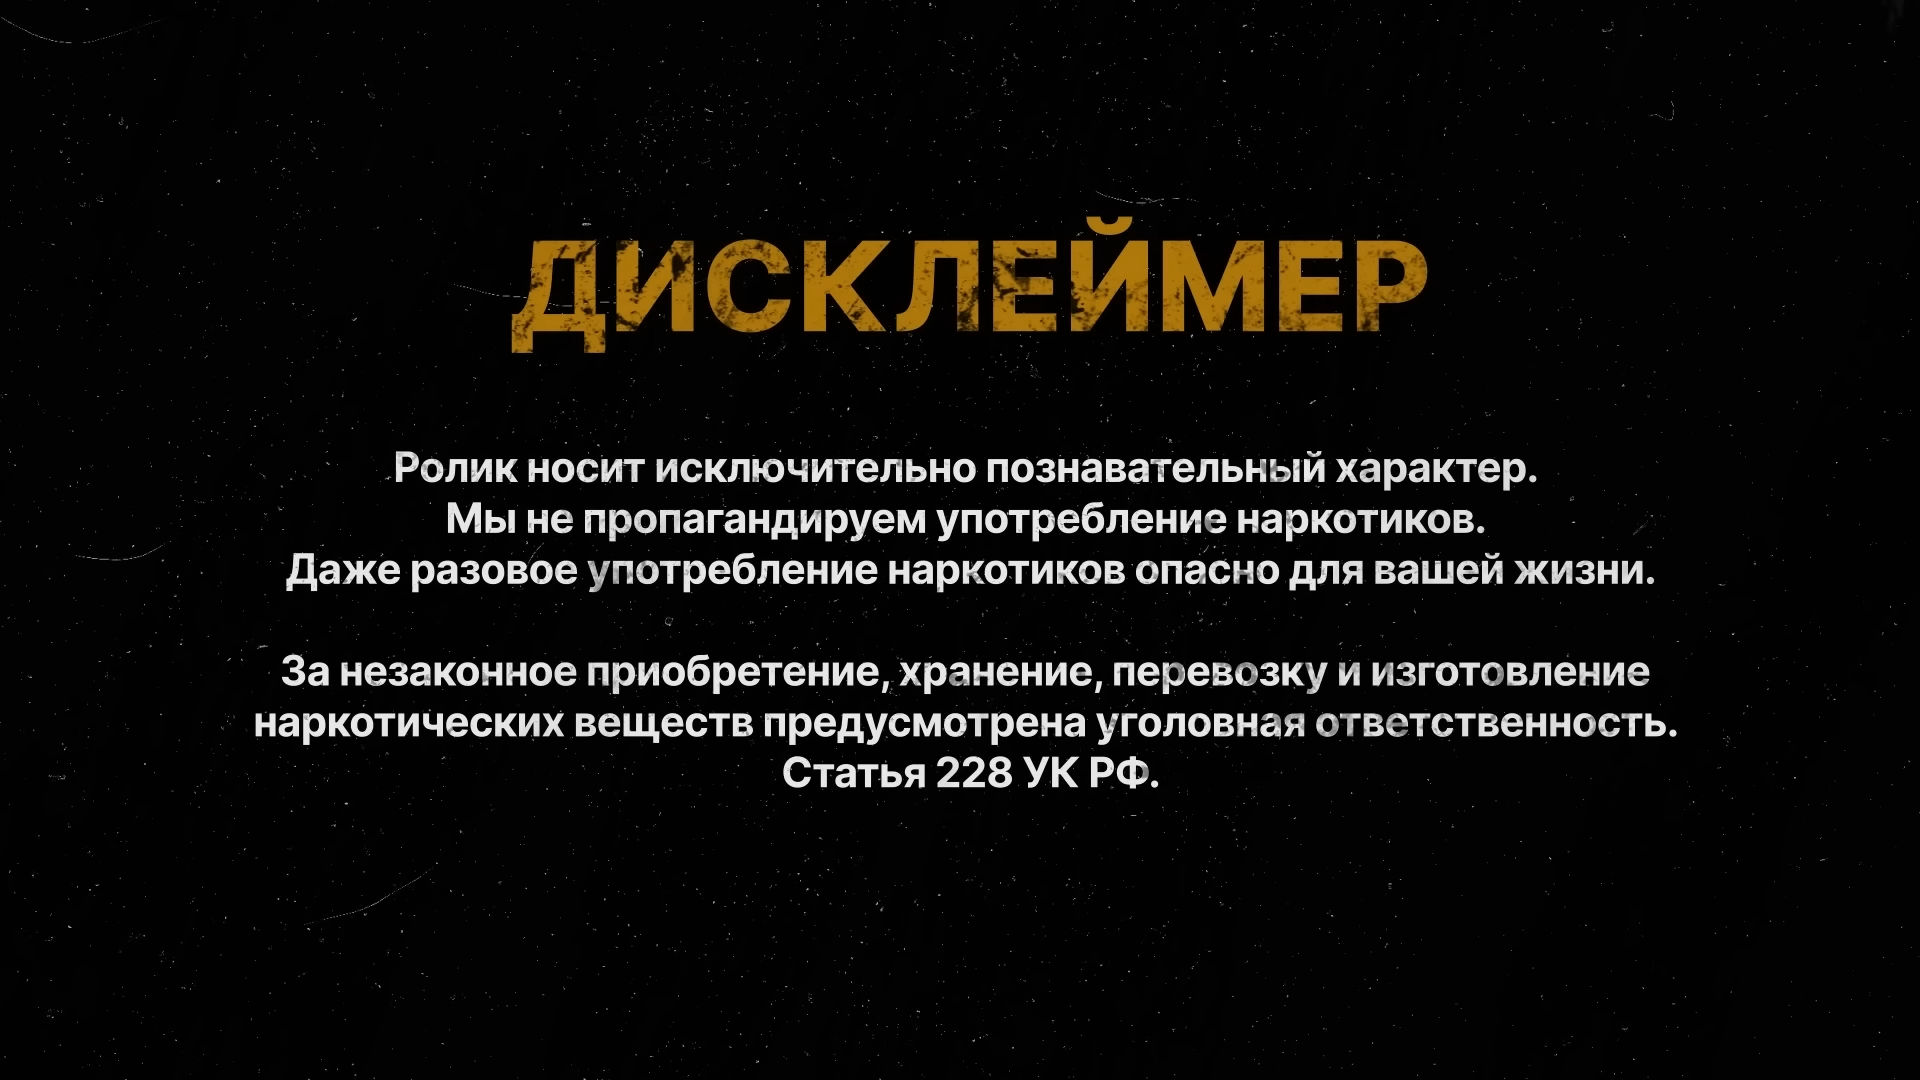 ДИСКЛЕЙМЕР
Ролик носит исключительно познавательный характер.
Мы не пропагандируем употребление наркотиков.
Даже разовое употребление наркотиков опасно для вашей жизни.
За незаконное приобретение, хранение, перевозку и изготовление
наркотических веществ предусмотрена уголовная ответственность.
Статья 228 УК РФ.